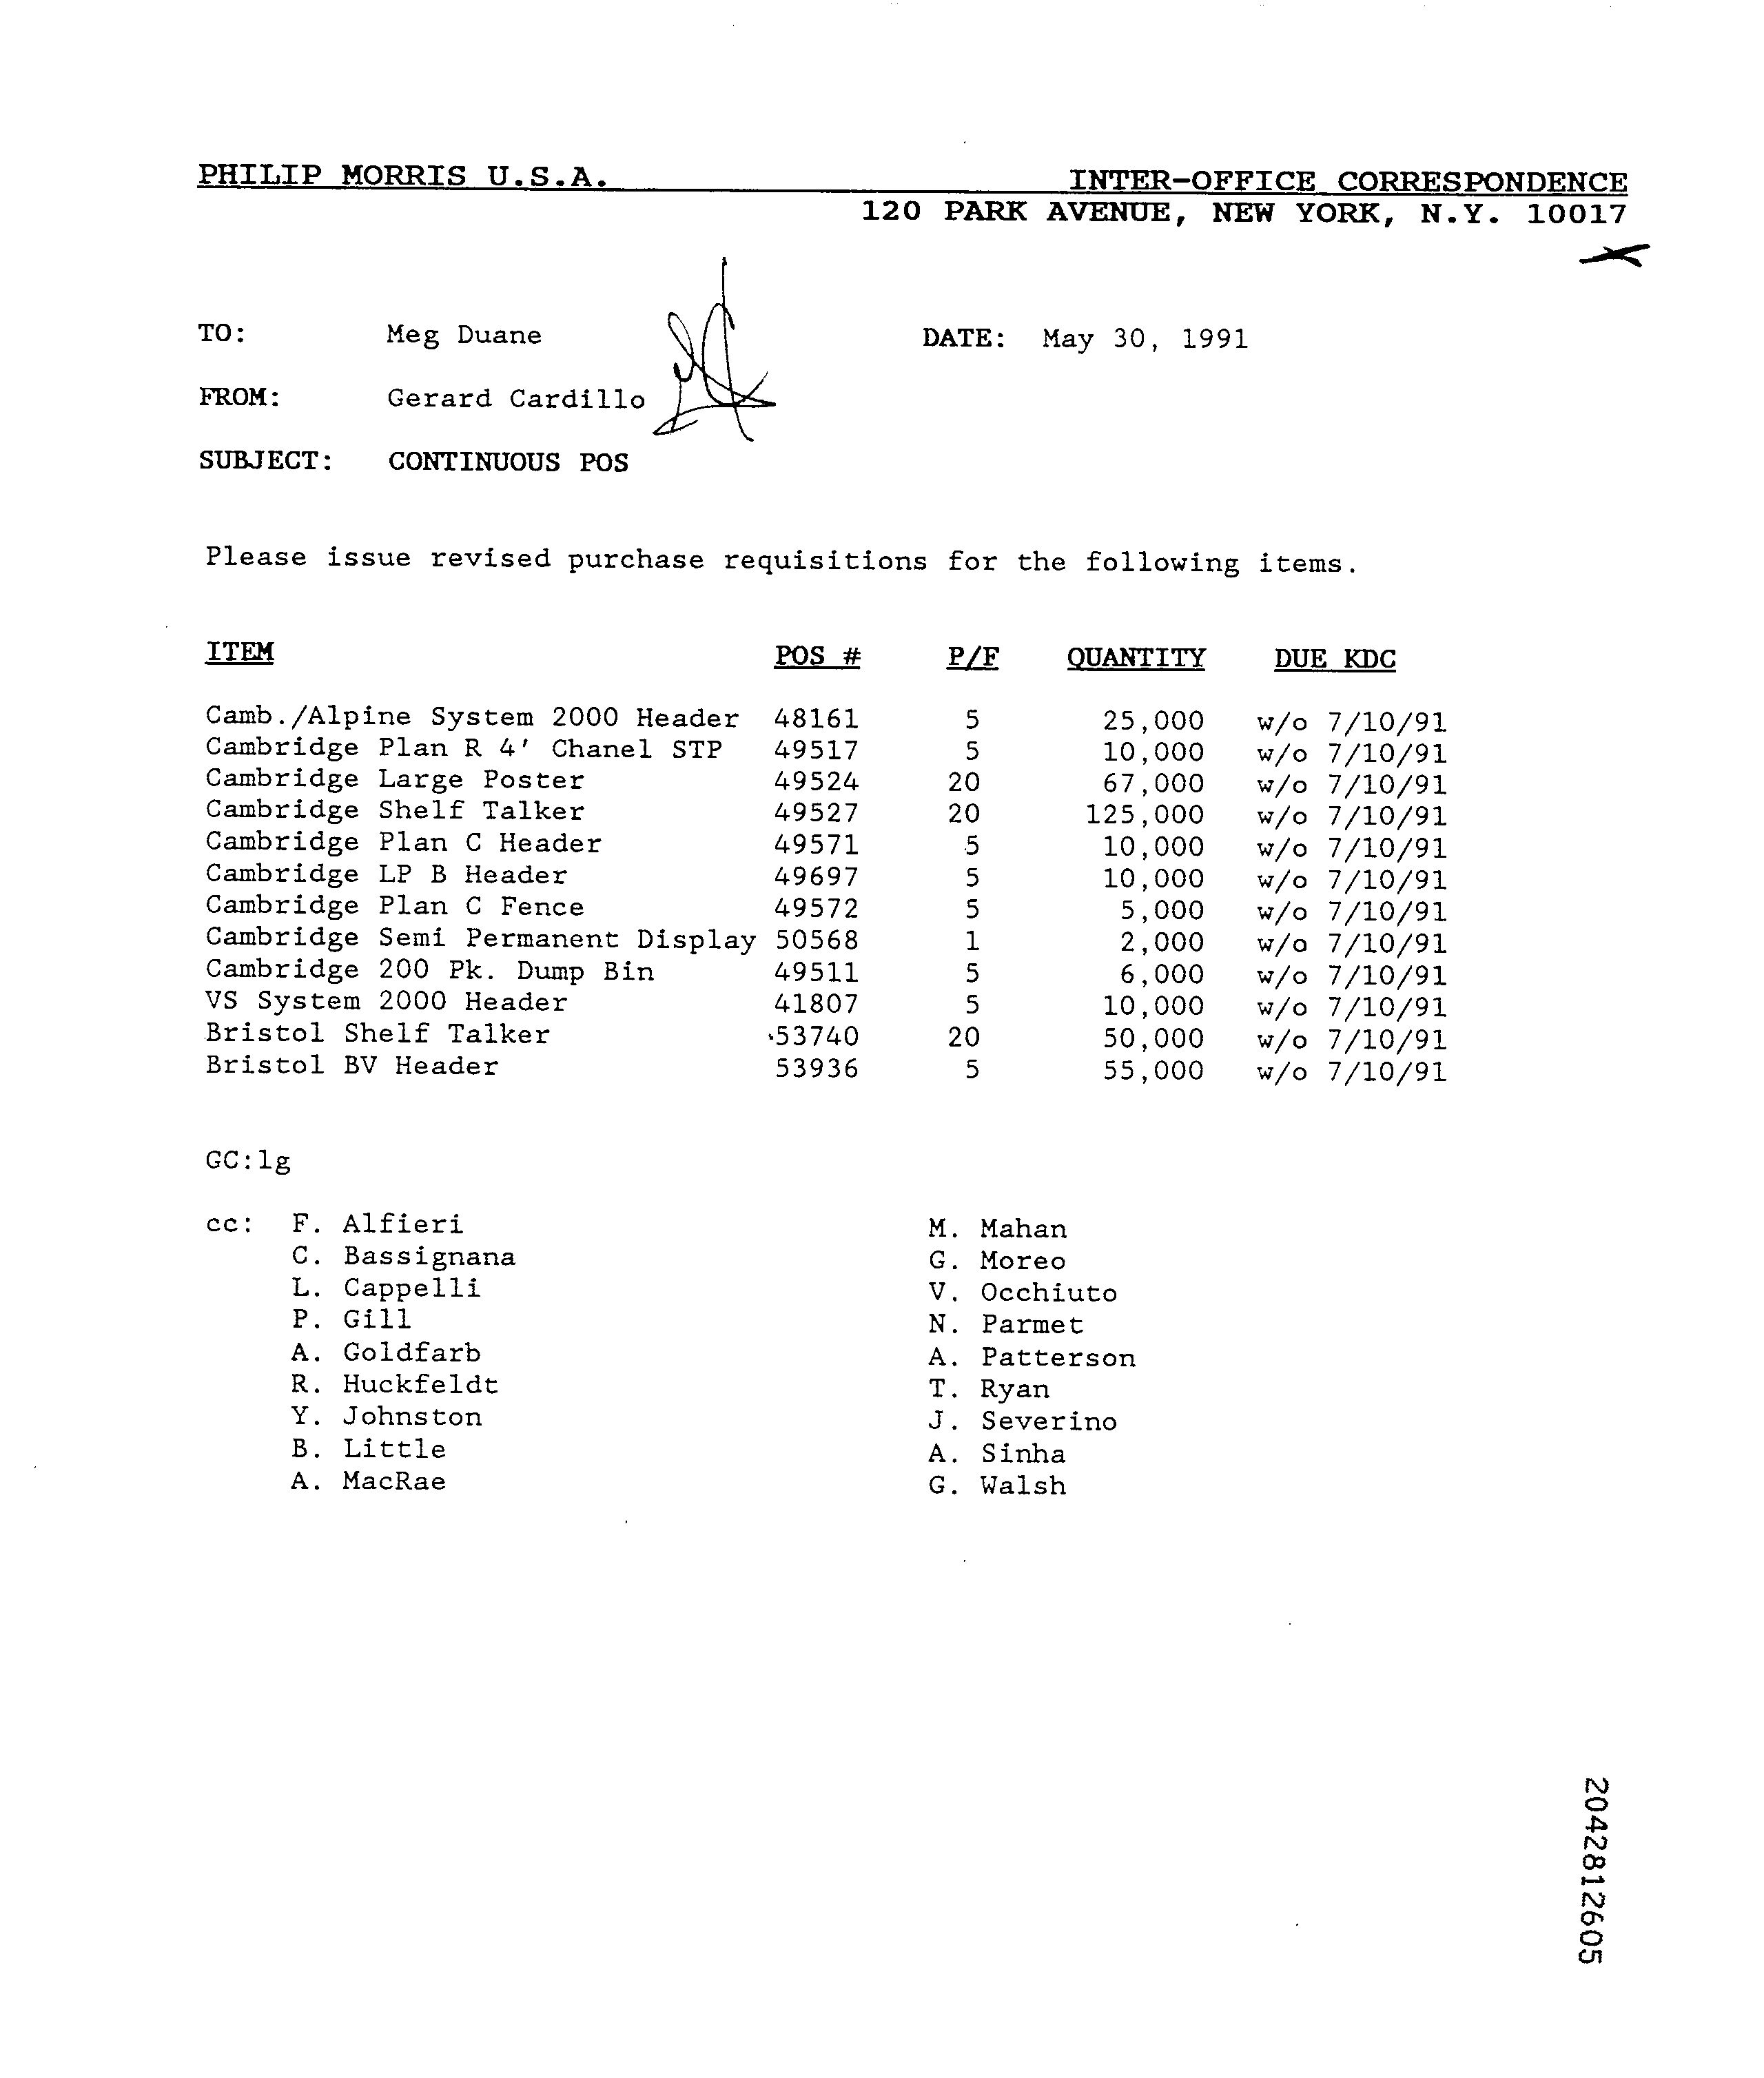 PHILIP MORRIS U.S.A. INTER-OFFICE CORRESPONDENCE
120 PARK AVENUE, NEW YORK, N.Y. 10017
TO: Meg Duane DATE: May 30, 1991
FROM: Gerard Cardillo
SUBJECT: CONTINUOUS POS
Please issue revised purchase requisitions for the following items.
ITEM POS # P/F QUANTITY DUE KDC
Camb./Alpine System 2000 Header 48161 5 25,000 w/o 7/10/91
Cambridge Plan R 4' Chanel STP 49517 5 10,000 w/o 7/10/91
Cambridge Large Poster 49524 20 67,000 w/o 7/10/91
Cambridge Shelf Talker 49527 20 125,000 w/o 7/10/91
Cambridge Plan C Header 49571 5 10,000 w/o 7/10/91
Cambridge LP B Header 49697 5 10,000 w/o 7/10/91
Cambridge Plan C Fence 49572 5 5,000 w/o 7/10/91
Cambridge Semi Permanent Display 50568 1 2,000 w/o 7/10/91
Cambridge 200 Pk. Dump Bin 49511 5 6,000 w/o 7/10/91
VS System 2000 Header 41807 5 10,000 w/o 7/10/91
Bristol Shelf Talker 53740 20 50,000 w/o 7/10/91
Bristol BV Header 53936 5 55,000 w/o 7/10/91
GC:lg
cc: F. Alfieri M. Mahan
C. Bassignana G. Moreo
L. Cappelli V. Occhiuto
P. Gill N. Parmet
A. Goldfarb A. Patterson
R. Huckfeldt T. Ryan
Y. Johnston J. Severino
B. Little A. Sinha
A. MacRae G. Walsh
2042812605